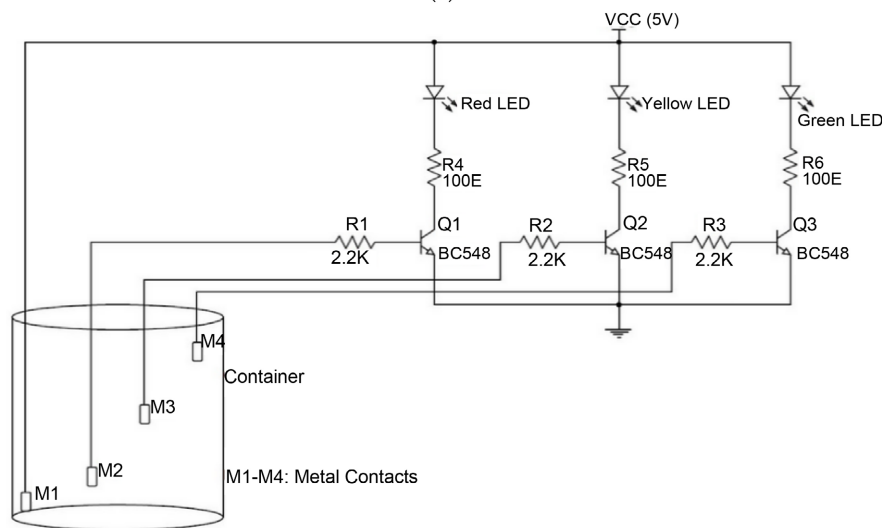 VCC (5V)
Red LED
Yellow LED
Green LED
R4
100E
R5
100E
R6
100E
R1
2.2K
Q1
BC548
R2
2.2K
Q2
BC548
R3
2.2K
Q3
BC548
M4
Container
M3
M2
M1-M4: Metal Contacts
M1